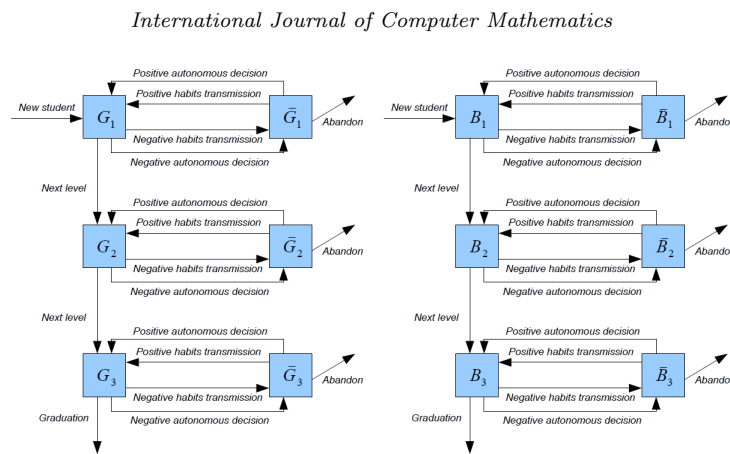 International Journal of Computer Mathematics
Positive autonomous decision
Positive habits transmission
New student
G₁
Ḡ₁
Abandon
Negative habits transmission
Negative autonomous decision
Next level
Positive autonomous decision
Positive habits transmission
G₂
Ḡ₂
Abandon
Negative habits transmission
Negative autonomous decision
Next level
Positive autonomous decision
Positive habits transmission
G₃
Ḡ₃
Abandon
Negative habits transmission
Graduation
Negative autonomous decision
Positive autonomous decision
Positive habits transmission
New student
B₁
B̄₁
Abando
Negative habits transmission
Negative autonomous decision
Next level
Positive autonomous decision
Positive habits transmission
B₂
B̄₂
Abando
Negative habits transmission
Negative autonomous decision
Next level
Positive autonomous decision
Positive habits transmission
B₃
B̄₃
Abando
Negative habits transmission
Graduation
Negative autonomous decision